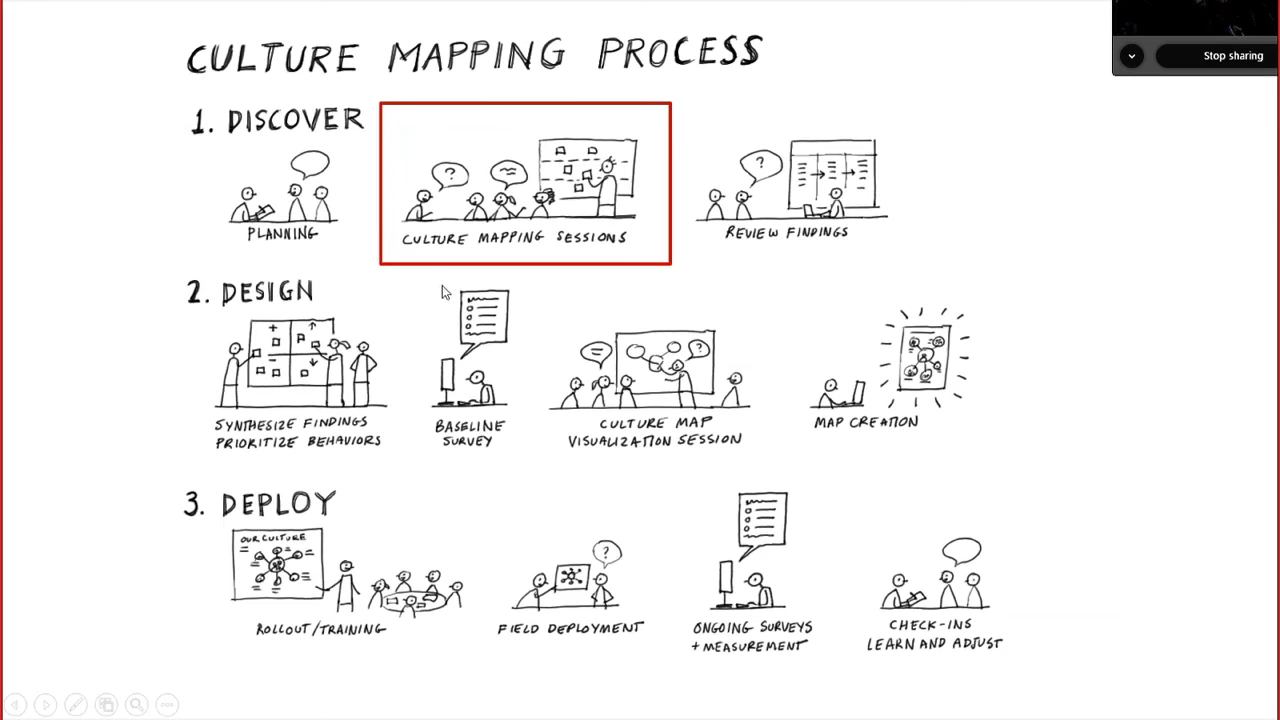 CULTURE MAPPING PROCESS
Stop sharing
1. DISCOVER
?
?
PLANNING
CULTURE MAPPING SESSIONS
REVIEW FINDINGS
2. DESIGN
?
SYNTHESIZE FINDINGS
PRIORITIZE BEHAVIORS
BASELINE
SURVEY
CULTURE MAP
VISUALIZATION SESSION
MAP CREATION
3. DEPLOY
OUR CULTURE
?
ROLLOUT/TRAINING
FIELD DEPLOYMENT
ONGOING SURVEYS
+ MEASUREMENT
CHECK-INS
LEARN AND ADJUST